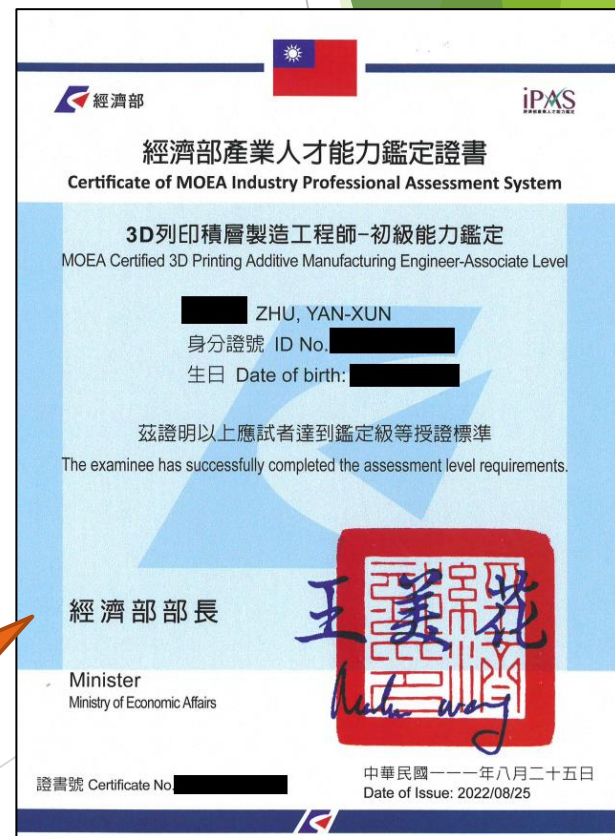 經濟部
iPAS
經濟部產業人才能力鑑定證書
Certificate of MOEA Industry Professional Assessment System
3D列印積層製造工程師-初級能力鑑定
MOEA Certified 3D Printing Additive Manufacturing Engineer-Associate Level
ZHU, YAN-XUN
身分證號 ID No.
生日 Date of birth:
茲證明以上應試者達到鑑定級等授證標準
The examinee has successfully completed the assessment level requirements.
經濟部部長
王美花
Minister
Ministry of Economic Affairs
證書號 Certificate No.
中華民國一一一年八月二十五日
Date of Issue: 2022/08/25